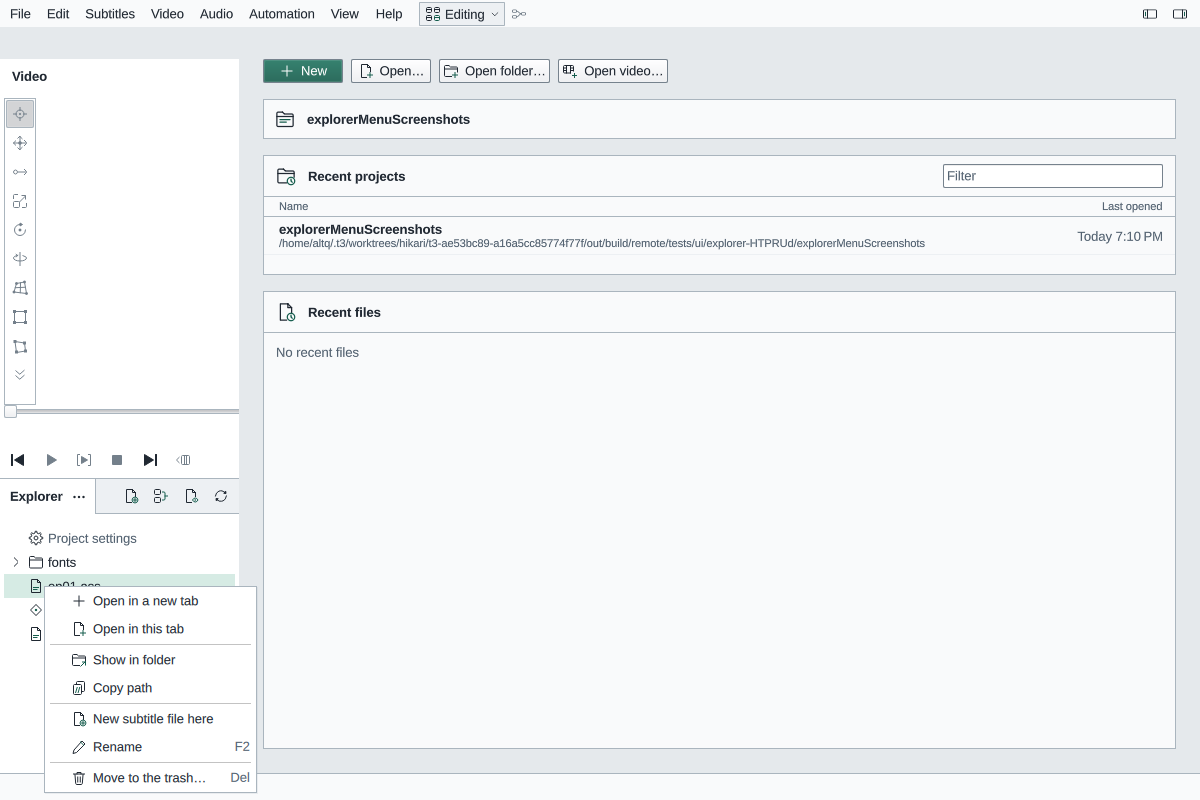 File Edit Subtitles Video Audio Automation View Help Editing
Video
New Open… Open folder… Open video…
explorerMenuScreenshots
Recent projects
Filter
Name Last opened
explorerMenuScreenshots
/home/altq/.t3/worktrees/hikari/t3-ae53bc89-a16a5cc85774f77f/out/build/remote/tests/ui/explorer-HTPRUd/explorerMenuScreenshots
Today 7:10 PM
Recent files
No recent files
Explorer
Project settings
fonts
Open in a new tab
Open in this tab
Show in folder
Copy path
New subtitle file here
Rename F2
Move to the trash… Del